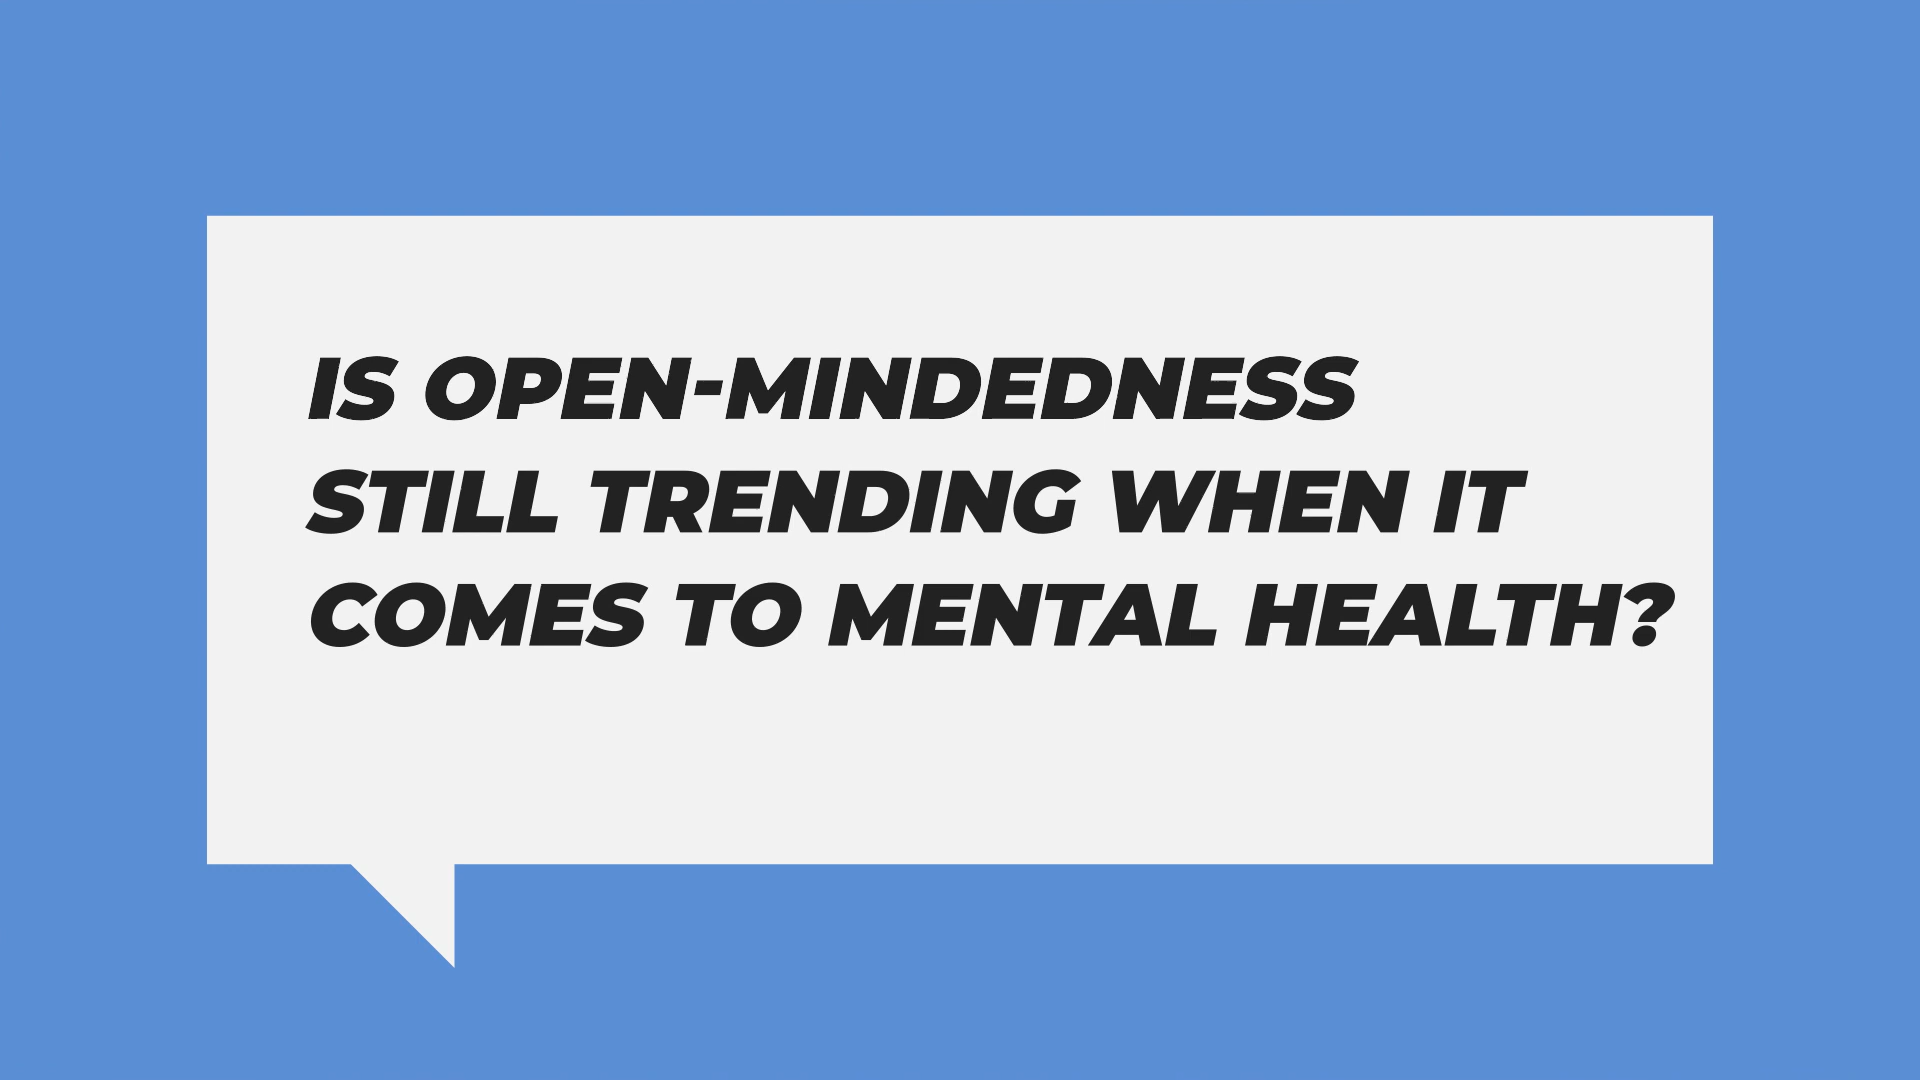 IS OPEN-MINDEDNESS
STILL TRENDING WHEN IT
COMES TO MENTAL HEALTH?